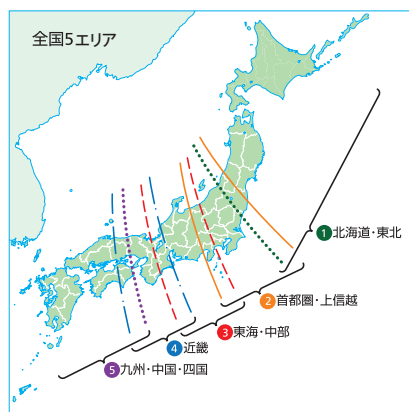 全国5エリア
1北海道・東北
2首都圏・上信越
3東海・中部
4近畿
5九州・中国・四国